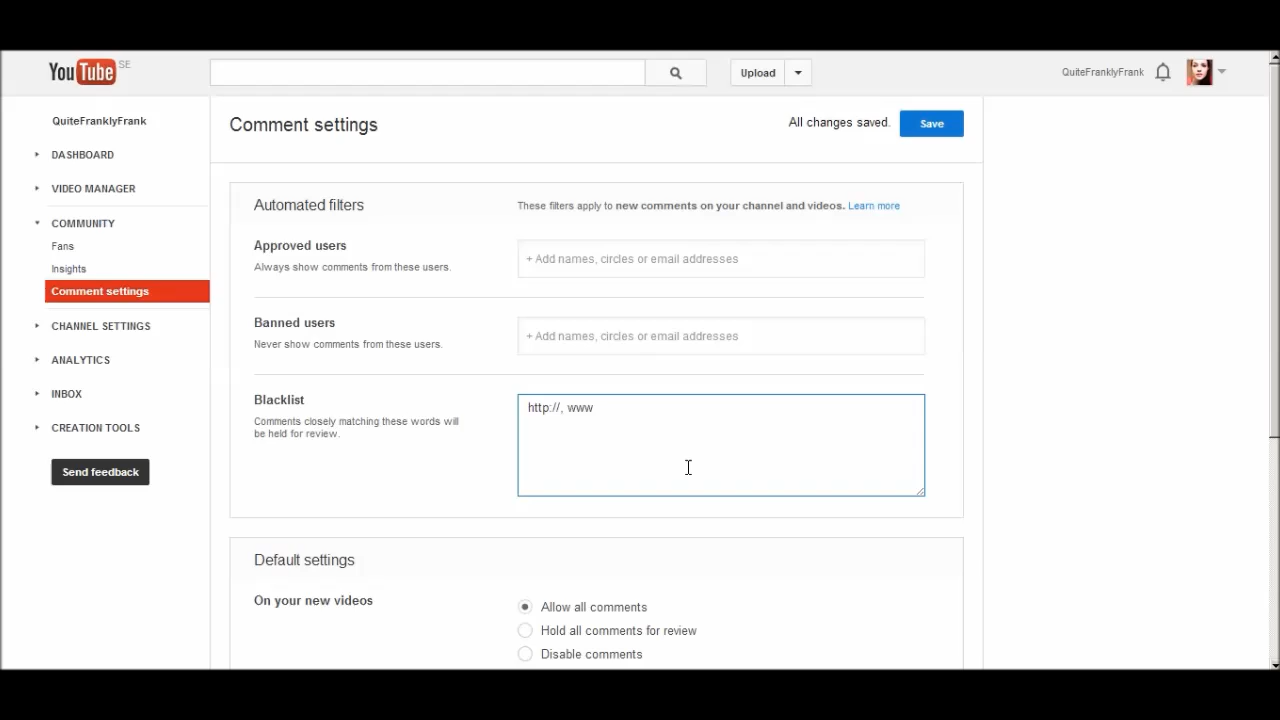 YouTube SE
Upload
QuiteFranklyFrank
QuiteFranklyFrank
DASHBOARD
VIDEO MANAGER
COMMUNITY
Fans
Insights
Comment settings
CHANNEL SETTINGS
ANALYTICS
INBOX
CREATION TOOLS
Send feedback
Comment settings
All changes saved.
Save
Automated filters
These filters apply to new comments on your channel and videos. Learn more
Approved users
Always show comments from these users.
+ Add names, circles or email addresses
Banned users
Never show comments from these users.
+ Add names, circles or email addresses
Blacklist
Comments closely matching these words will
be held for review.
http://, www
Default settings
On your new videos
Allow all comments
Hold all comments for review
Disable comments